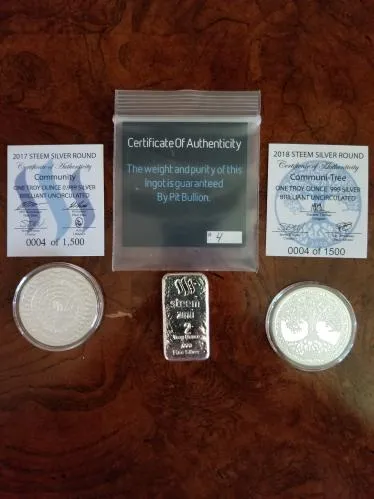 2017 STEEM SILVER ROUND
Certificate of Authenticity
Community
ONE TROY OUNCE 0.999 SILVER
BRILLIANT UNCIRCULATED
0004 of 1,500
Certificate Of Authenticity
The weight and purity of this
Ingot is guaranteed
By Pit Bullion.
# 4
2018 STEEM SILVER ROUND
Certificate of Authenticity
Communi-Tree
ONE TROY OUNCE .999 SILVER
BRILLIANT UNCIRCULATED
0004 of 1500
steem
2
Troy Ounce
.999
Fine Silver